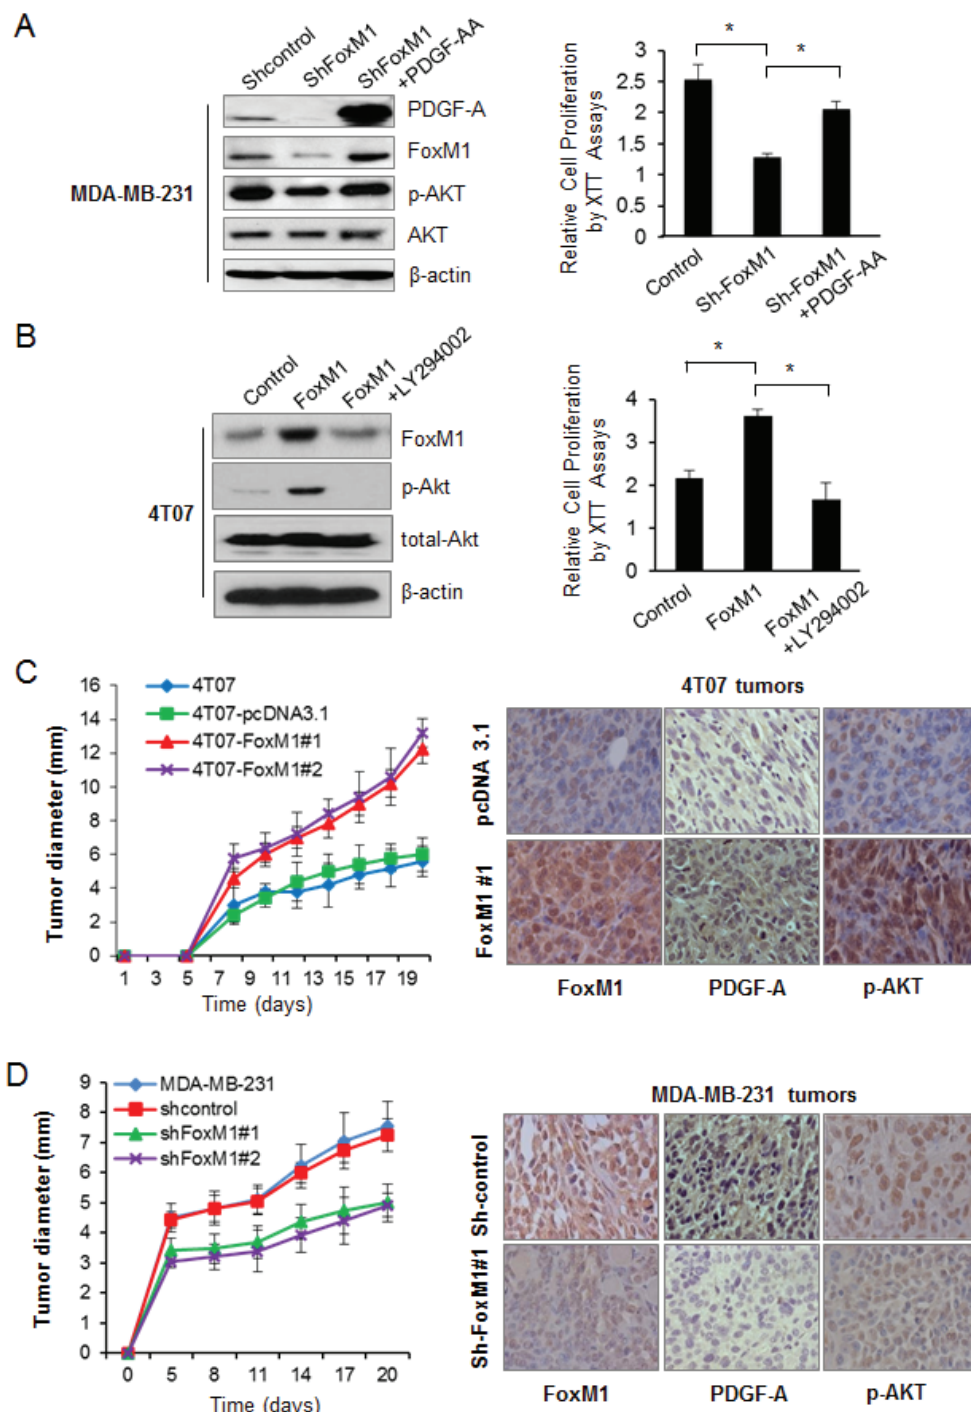 A
Shcontrol
ShFoxM1
ShFoxM1
+PDGF-AA
PDGF-A
FoxM1
p-AKT
AKT
β-actin
MDA-MB-231
Relative Cell Proliferation
by XTT Assays
3
2.5
2
1.5
1
0.5
0
*
*
Control
Sh-FoxM1
Sh-FoxM1
+PDGF-AA
B
Control
FoxM1
FoxM1
+LY294002
FoxM1
p-Akt
total-Akt
β-actin
4T07
Relative Cell Proliferation
by XTT Assays
4
3
2
1
0
*
*
Control
FoxM1
FoxM1
+LY294002
C
Tumor diameter (mm)
16
14
12
10
8
6
4
2
0
4T07
4T07-pcDNA3.1
4T07-FoxM1#1
4T07-FoxM1#2
1 3 5 7 9 11 13 15 17 19
Time (days)
4T07 tumors
pcDNA 3.1
FoxM1 #1
FoxM1 PDGF-A p-AKT
D
Tumor diameter (mm)
9
8
7
6
5
4
3
2
1
0
MDA-MB-231
shcontrol
shFoxM1#1
shFoxM1#2
0 5 8 11 14 17 20
Time (days)
MDA-MB-231 tumors
Sh-control
Sh-FoxM1#1
FoxM1 PDGF-A p-AKT